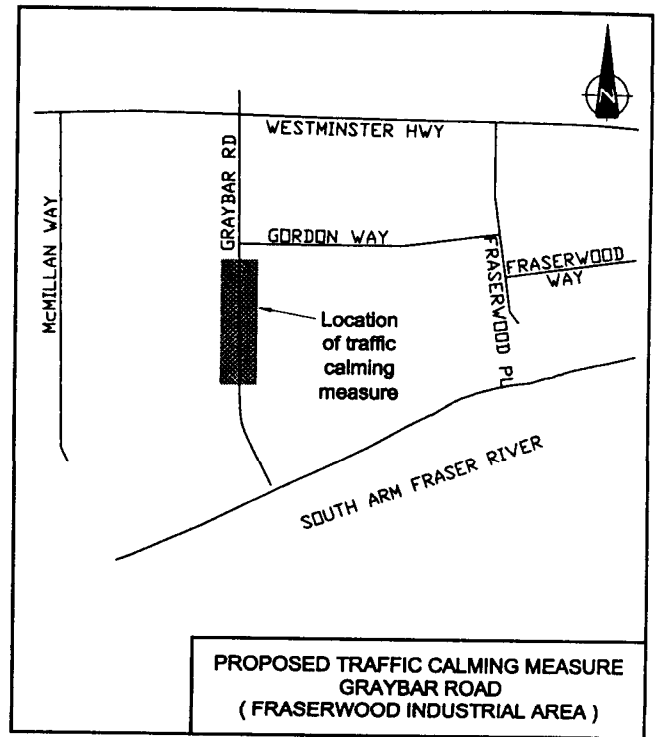 N
WESTMINSTER HWY
McMILLAN WAY
GRAYBAR RD
GORDON WAY
FRASERWOOD PL
FRASERWOOD
WAY
Location
of traffic
calming
measure
SOUTH ARM FRASER RIVER
PROPOSED TRAFFIC CALMING MEASURE
GRAYBAR ROAD
( FRASERWOOD INDUSTRIAL AREA )